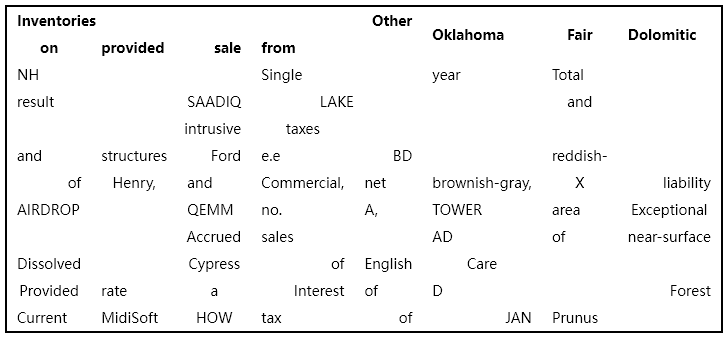 Inventories Other
on provided sale from Oklahoma Fair Dolomitic
NH Single year Total
result SAADIQ LAKE and
intrusive taxes
and structures Ford e.e BD reddish-
of Henry, and Commercial, net brownish-gray, X liability
AIRDROP QEMM no. A, TOWER area Exceptional
Accrued sales AD of near-surface
Dissolved Cypress of English Care
Provided rate a Interest of D Forest
Current MidiSoft HOW tax of JAN Prunus